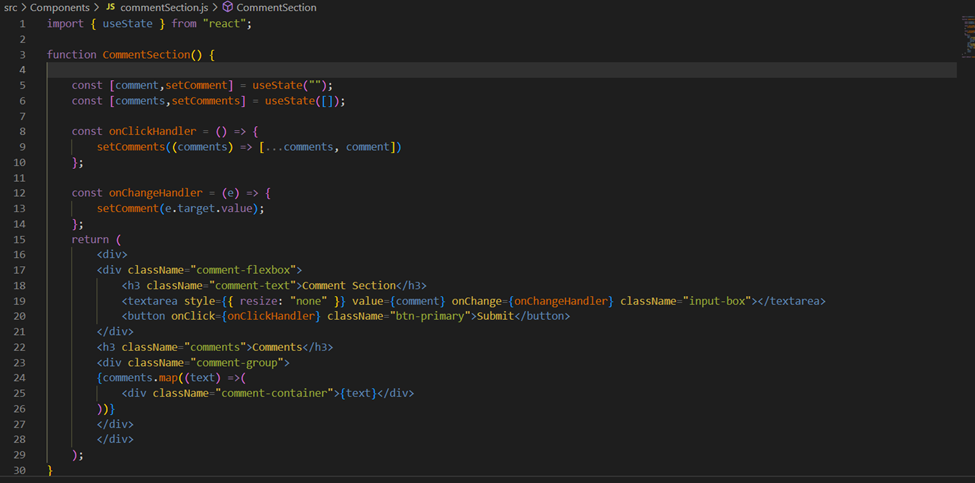 src > Components > JS commentSection.js > CommentSection
1 import { useState } from "react";
2
3 function CommentSection() {
4
5 const [comment,setComment] = useState("");
6 const [comments,setComments] = useState([]);
7
8 const onClickHandler = () => {
9 setComments((comments) => [...comments, comment])
10 };
11
12 const onChangeHandler = (e) => {
13 setComment(e.target.value);
14 };
15 return (
16 <div>
17 <div className="comment-flexbox">
18 <h3 className="comment-text">Comment Section</h3>
19 <textarea style={{ resize: "none" }} value={comment} onChange={onChangeHandler} className="input-box"></textarea>
20 <button onClick={onClickHandler} className="btn-primary">Submit</button>
21 </div>
22 <h3 className="comments">Comments</h3>
23 <div className="comment-group">
24 {comments.map((text) =>(
25 <div className="comment-container">{text}</div>
26 ))}
27 </div>
28 </div>
29 );
30 }